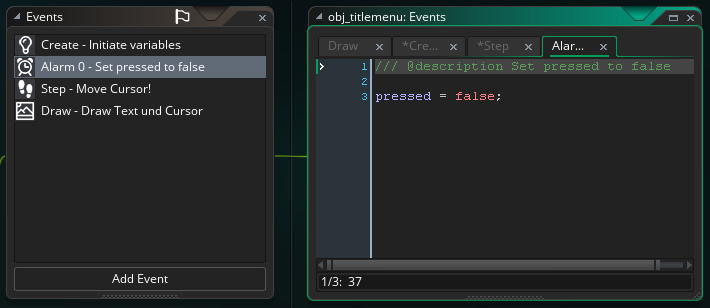 Events
Create - Initiate variables
Alarm 0 - Set pressed to false
Step - Move Cursor!
Draw - Draw Text und Cursor
Add Event
obj_titlemenu: Events
Draw
*Cre...
*Step
Alar...
1 /// @description Set pressed to false
2
3 pressed = false;
1/3: 37